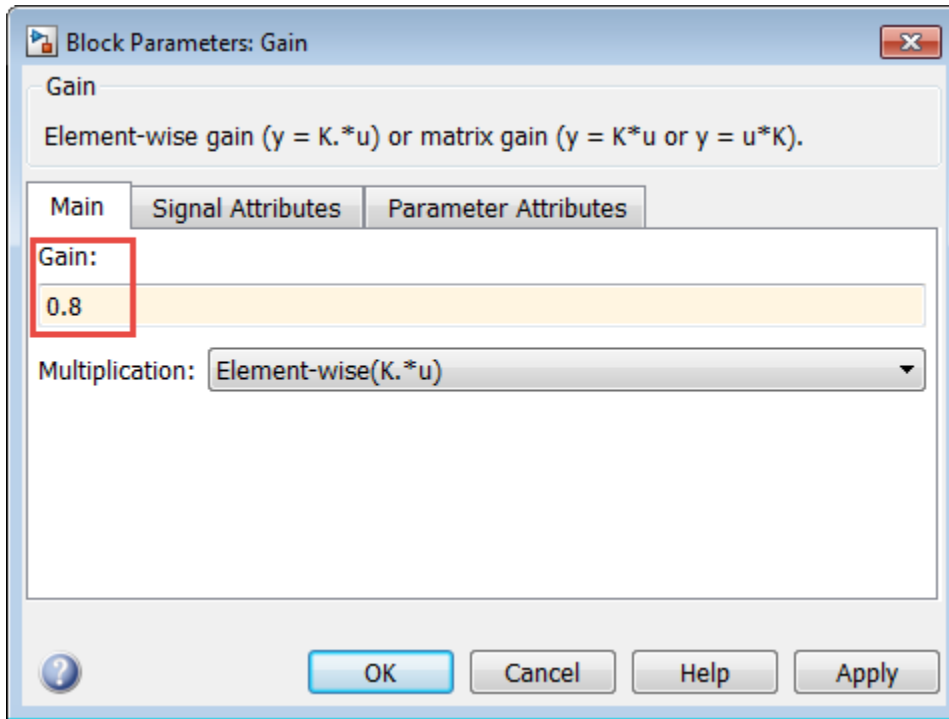 Block Parameters: Gain
Gain
Element-wise gain (y = K.*u) or matrix gain (y = K*u or y = u*K).
Main Signal Attributes Parameter Attributes
Gain:
0.8
Multiplication: Element-wise(K.*u)
OK Cancel Help Apply